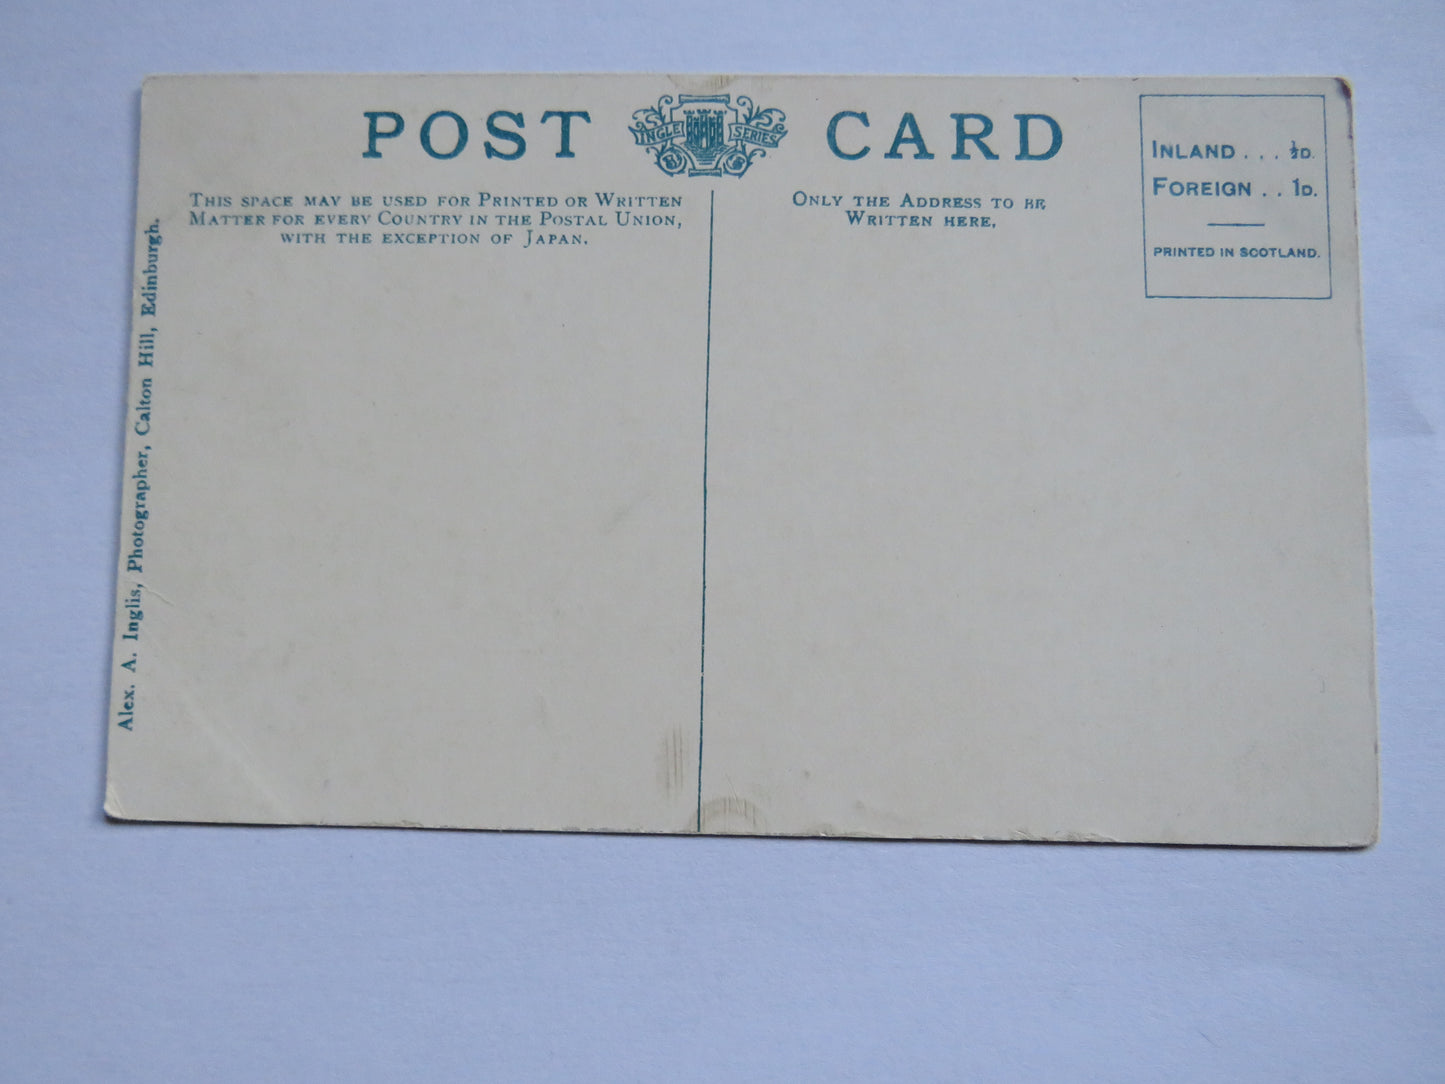 POST CARD
INGLE SERIES
THIS SPACE MAY BE USED FOR PRINTED OR WRITTEN
MATTER FOR EVERY COUNTRY IN THE POSTAL UNION,
WITH THE EXCEPTION OF JAPAN.
ONLY THE ADDRESS TO BE
WRITTEN HERE.
INLAND . . . ½D.
FOREIGN . . 1D.
PRINTED IN SCOTLAND.
Alex. A. Inglis, Photographer, Calton Hill, Edinburgh.